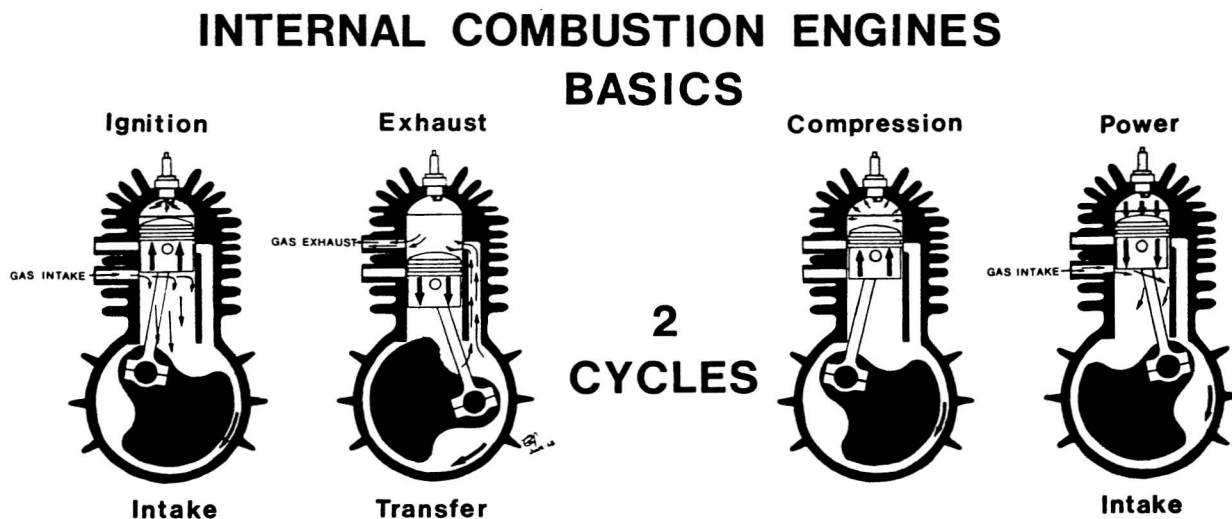 INTERNAL COMBUSTION ENGINES
BASICS
Ignition
Exhaust
Compression
Power
GAS EXHAUST
GAS INTAKE
GAS INTAKE
2
CYCLES
Intake
Transfer
Intake